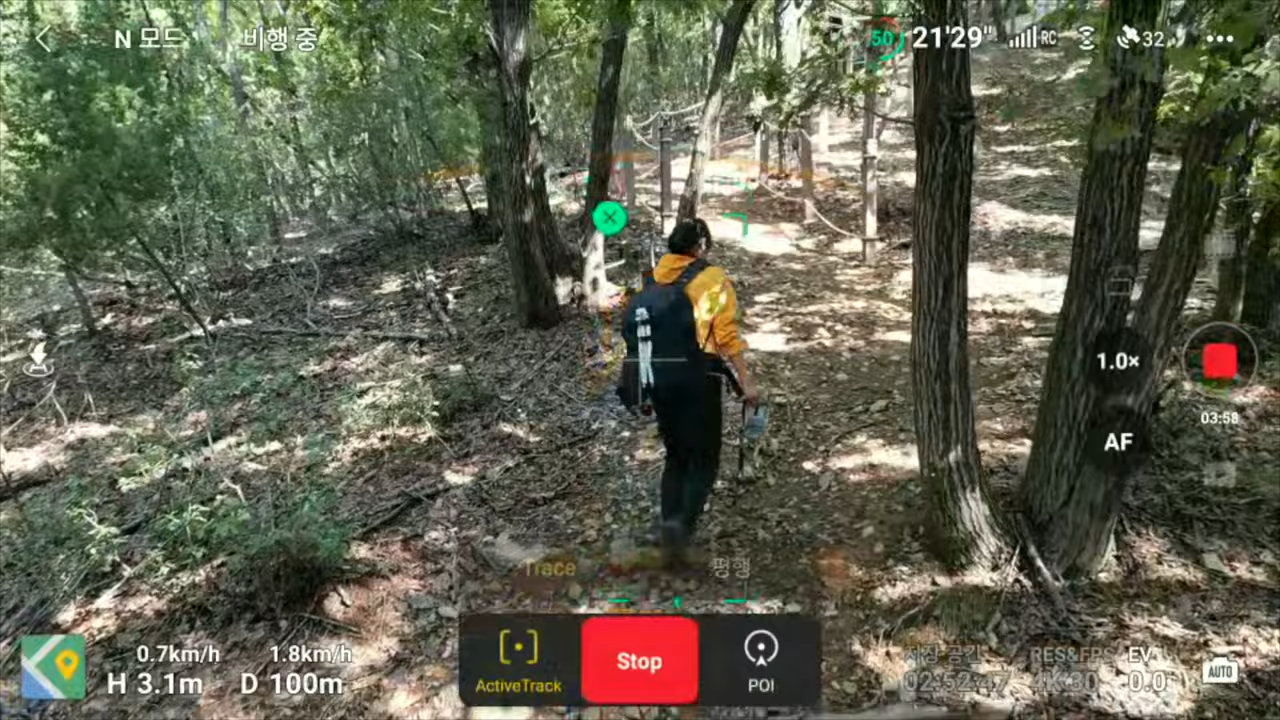 N 모드 비행 중 50 21'29" RC 32
1.0×
03:58
AF
Trace 평행
0.7km/h 1.8km/h
H 3.1m D 100m
ActiveTrack Stop POI
저장 공간 RES&FPS EV
02:52:47 4K 30 0.0 AUTO